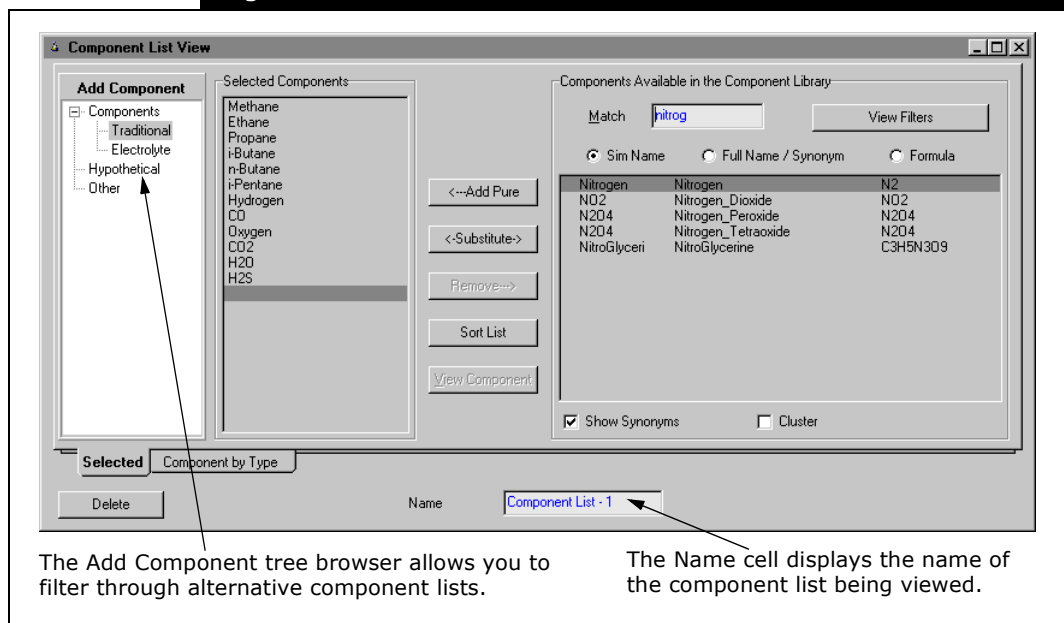 Component List View
Add Component
Components
Traditional
Electrolyte
Hypothetical
Other
Selected Components
Methane
Ethane
Propane
i-Butane
n-Butane
i-Pentane
Hydrogen
CO
Oxygen
CO2
H2O
H2S
<---Add Pure
<-Substitute->
Remove--->
Sort List
View Component
Components Available in the Component Library
Match nitrog View Filters
Sim Name Full Name / Synonym Formula
Nitrogen Nitrogen N2
NO2 Nitrogen_Dioxide NO2
N2O4 Nitrogen_Peroxide N2O4
N2O4 Nitrogen_Tetraoxide N2O4
NitroGlyceri NitroGlycerine C3H5N3O9
Show Synonyms Cluster
Selected Component by Type
Delete Name Component List - 1
The Add Component tree browser allows you to
filter through alternative component lists.
The Name cell displays the name of
the component list being viewed.